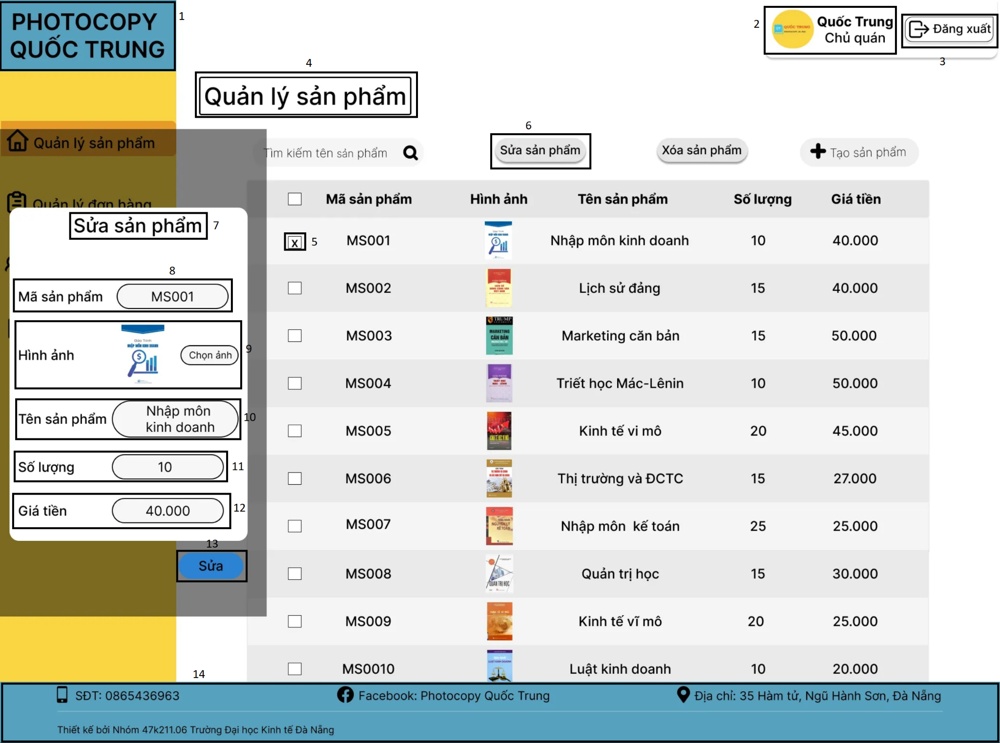 PHOTOCOPY
QUỐC TRUNG
1
2
QUỐC TRUNG
Quốc Trung
Chủ quán
Đăng xuất
3
4
Quản lý sản phẩm
Quản lý sản phẩm
Tìm kiếm tên sản phẩm
6
Sửa sản phẩm
Xóa sản phẩm
Tạo sản phẩm
Quản lý đơn hàng
Mã sản phẩm Hình ảnh Tên sản phẩm Số lượng Giá tiền
x 5 MS001 Nhập môn kinh doanh 10 40.000
MS002 Lịch sử đảng 15 40.000
MS003 TRUMP MARKETING CĂN BẢN Marketing căn bản 15 50.000
MS004 Triết học Mác-Lênin 10 50.000
MS005 Kinh tế vi mô 20 45.000
MS006 Thị trường và ĐCTC 15 27.000
MS007 Nhập môn kế toán 25 25.000
MS008 QUẢN TRỊ HỌC Quản trị học 15 30.000
MS009 Kinh tế vĩ mô 20 25.000
MS0010 Luật kinh doanh 10 20.000
Sửa sản phẩm 7
8
Mã sản phẩm MS001
Hình ảnh
Giáo Trình
NHẬP MÔN KINH DOANH
Chọn ảnh 9
Tên sản phẩm
Nhập môn
kinh doanh
10
Số lượng 10 11
Giá tiền 40.000 12
13
Sửa
14
SĐT: 0865436963
Facebook: Photocopy Quốc Trung
Địa chỉ: 35 Hàm tử, Ngũ Hành Sơn, Đà Nẵng
Thiết kế bởi Nhóm 47k211.06 Trường Đại học Kinh tế Đà Nẵng